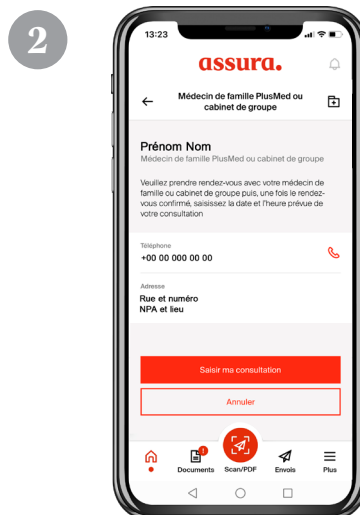 2
13:23
assura.
Médecin de famille PlusMed ou
cabinet de groupe
Prénom Nom
Médecin de famille PlusMed ou cabinet de groupe
Veuillez prendre rendez-vous avec votre médecin de
famille ou cabinet de groupe puis, une fois le rendez-
vous confirmé, saisissez la date et l'heure prévue de
votre consultation
Téléphone
+00 00 000 00 00
Adresse
Rue et numéro
NPA et lieu
Saisir ma consultation
Annuler
Documents Scan/PDF Envois Plus